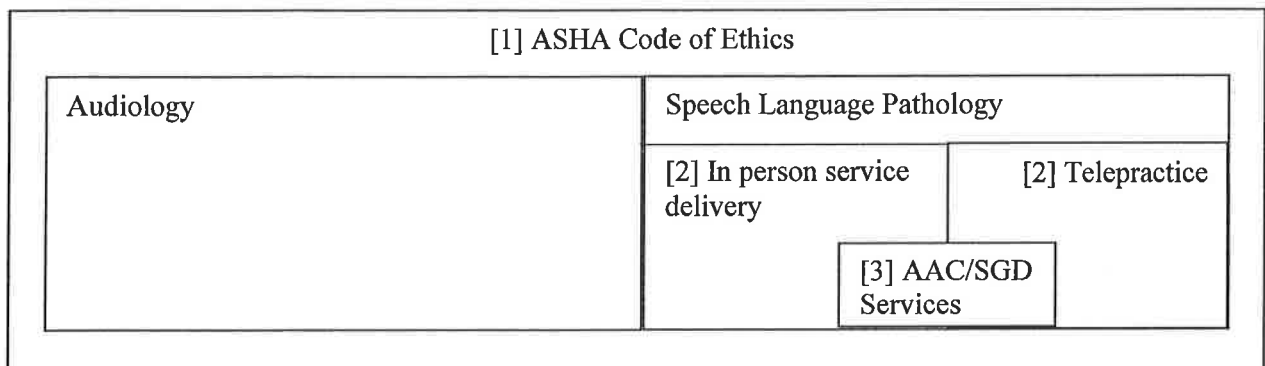 [1] ASHA Code of Ethics
Audiology
Speech Language Pathology
[2] In person service
delivery
[2] Telepractice
[3] AAC/SGD
Services